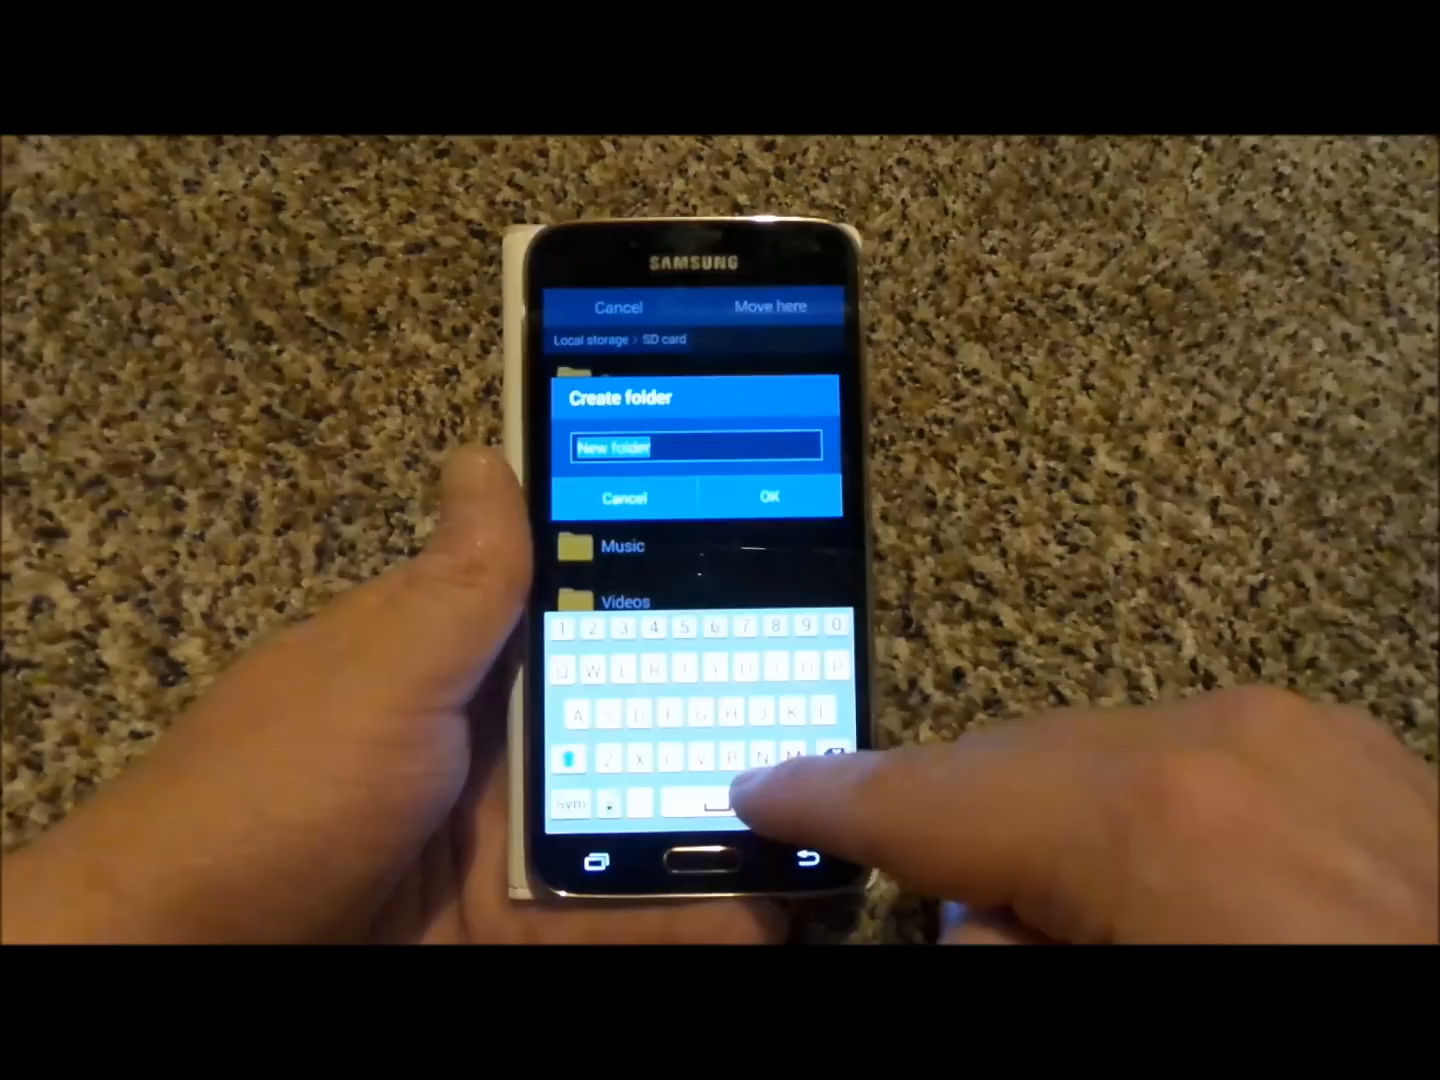 SAMSUNG
Cancel Move here
Local storage > SD card
Create folder
New folder
Cancel OK
Music
Videos
1 2 3 4 5 6 7 8 9 0
Q W E R T Y U I O P
A S D F G H J K L
Z X C V B N M
Sym .